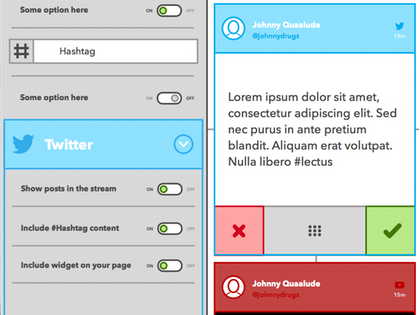 Some option here
ON OFF
# Hashtag
Some option here
ON OFF
Twitter
Show posts in the stream
ON OFF
Include #Hashtag content
ON OFF
Include widget on your page
ON OFF
Johnny Quaalude
@johnnydrugs
15m
Lorem ipsum dolor sit amet,
consectetur adipiscing elit. Sed
nec purus in ante pretium
blandit. Aliquam erat volutpat.
Nulla libero #lectus
Johnny Quaalude
@johnnydrugs
15m